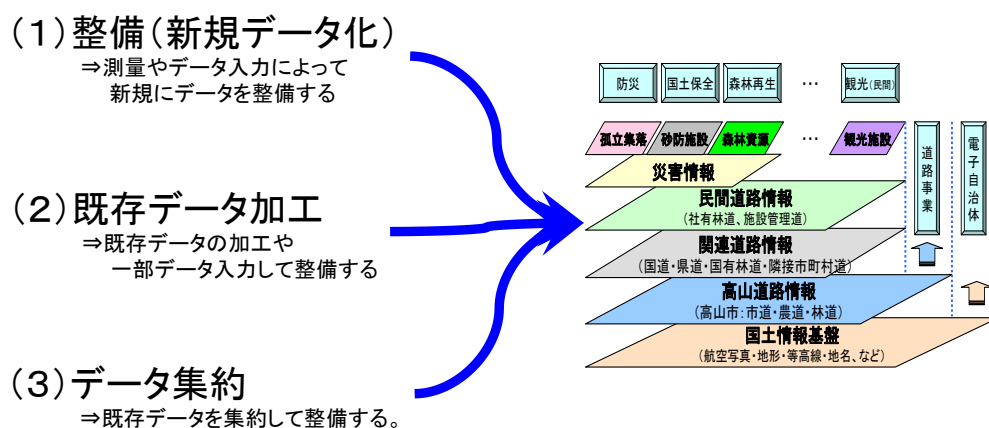 （１）整備（新規データ化）
⇒測量やデータ入力によって
新規にデータを整備する
（２）既存データ加工
⇒既存データの加工や
一部データ入力して整備する
（３）データ集約
⇒既存データを集約して整備する。
防災 国土保全 森林再生 … 観光（民間）
孤立集落 砂防施設 森林資源 … 観光施設
道路事業
電子自治体
災害情報
民間道路情報
（社有林道、施設管理道）
関連道路情報
（国道・県道・国有林道・隣接市町村道）
高山道路情報
（高山市：市道・農道・林道）
国土情報基盤
（航空写真・地形・等高線・地名、など）